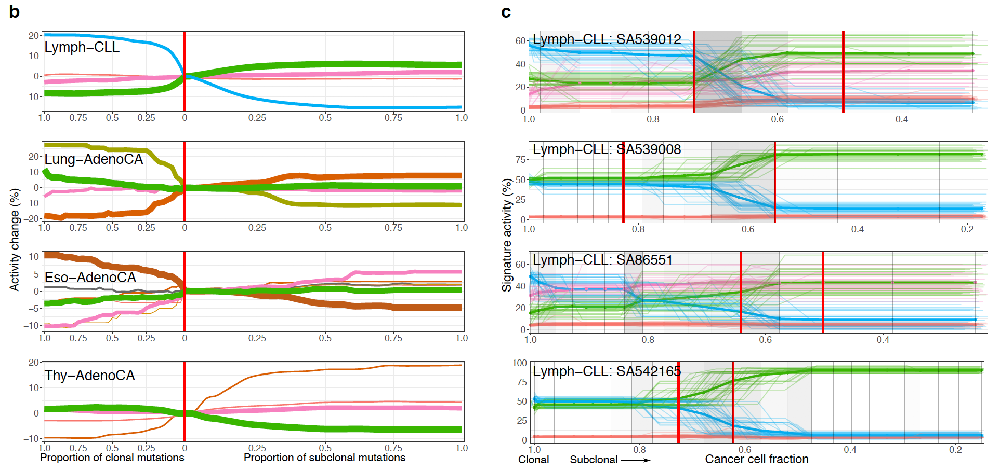 b
Activity change (%)
Lymph−CLL
20
10
0
−10
1.0 0.75 0.5 0.25 0 0.25 0.5 0.75 1.0
Lung−AdenoCA
20
10
0
−10
−20
1.0 0.75 0.5 0.25 0 0.25 0.5 0.75 1.0
Eso−AdenoCA
10
5
0
−5
−10
1.0 0.75 0.5 0.25 0 0.25 0.5 0.75 1.0
Thy−AdenoCA
20
10
0
−10
1.0 0.75 0.5 0.25 0 0.25 0.5 0.75 1.0
Proportion of clonal mutations Proportion of subclonal mutations
c
Signature activity (%)
Lymph−CLL: SA539012
60
40
20
0
1.0 0.8 0.6 0.4
Lymph−CLL: SA539008
75
50
25
0
1.0 0.8 0.6 0.4 0.2
Lymph−CLL: SA86551
60
40
20
0
1.0 0.8 0.6 0.4
Lymph−CLL: SA542165
100
75
50
25
0
1.0 0.8 0.6 0.4 0.2
Clonal Subclonal Cancer cell fraction